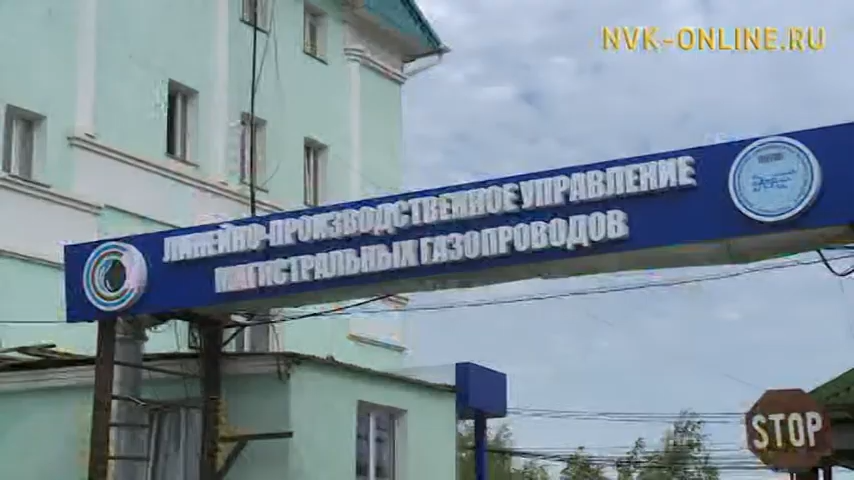 NVK-ONLINE.RU
ЛИНЕЙНО-ПРОИЗВОДСТВЕННОЕ УПРАВЛЕНИЕ
МАГИСТРАЛЬНЫХ ГАЗОПРОВОДОВ
STOP